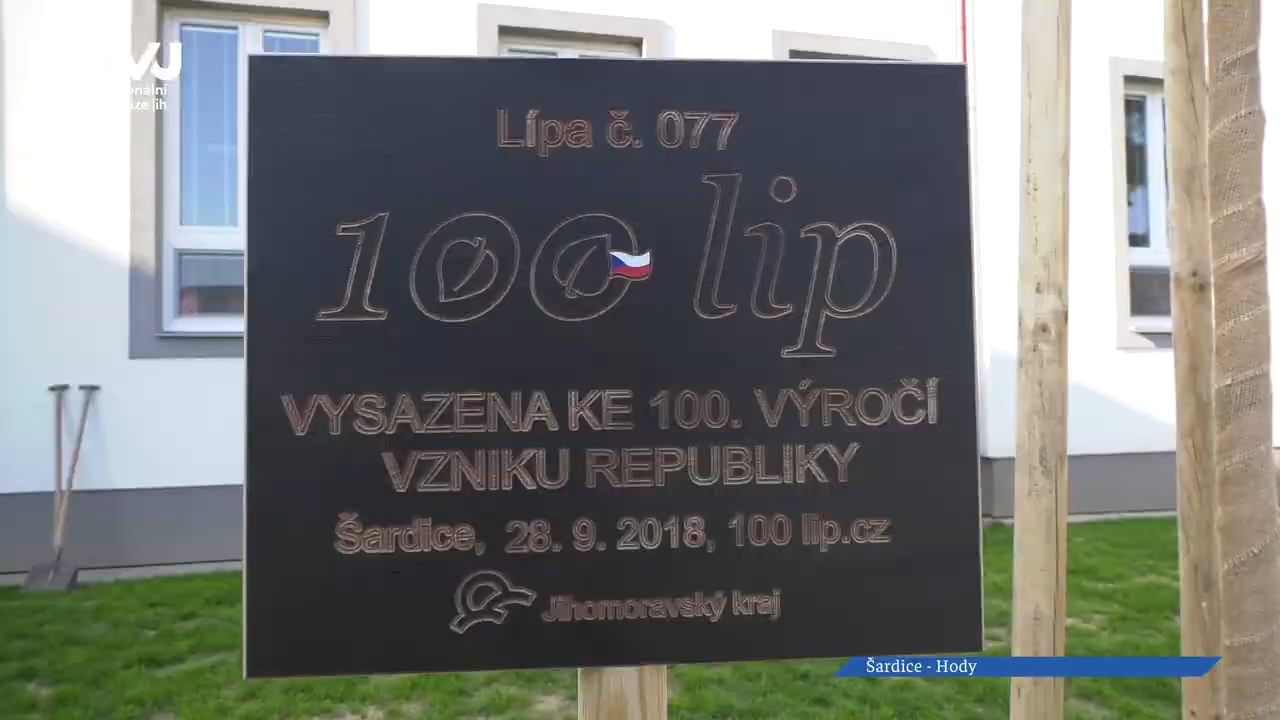 Lípa č. 077
100 lip
VYSAZENA KE 100. VÝROČÍ
VZNIKU REPUBLIKY
Šardice, 28. 9. 2018, 100 lip.cz
Jihomoravský kraj
Šardice - Hody